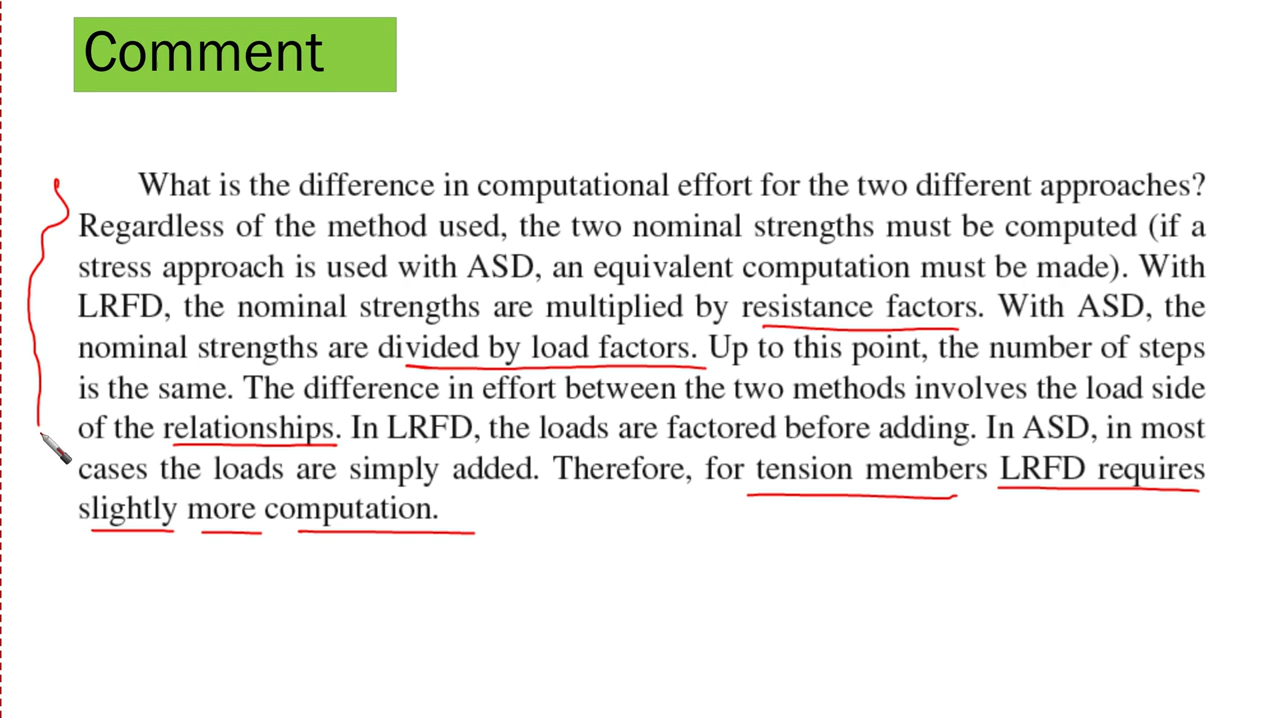 Comment
What is the difference in computational effort for the two different approaches?
Regardless of the method used, the two nominal strengths must be computed (if a
stress approach is used with ASD, an equivalent computation must be made). With
LRFD, the nominal strengths are multiplied by resistance factors. With ASD, the
nominal strengths are divided by load factors. Up to this point, the number of steps
is the same. The difference in effort between the two methods involves the load side
of the relationships. In LRFD, the loads are factored before adding. In ASD, in most
cases the loads are simply added. Therefore, for tension members LRFD requires
slightly more computation.